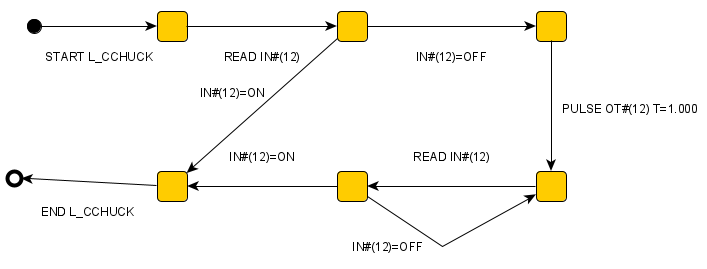 START L_CCHUCK
READ IN#(12)
IN#(12)=OFF
IN#(12)=ON
PULSE OT#(12) T=1.000
IN#(12)=ON
READ IN#(12)
END L_CCHUCK
IN#(12)=OFF